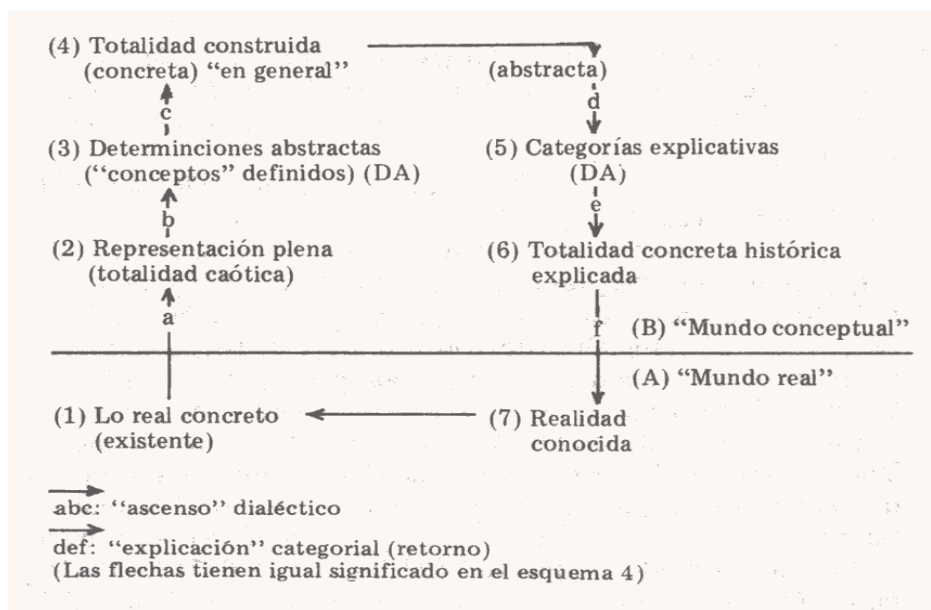 (4) Totalidad construida
(concreta) “en general”
(abstracta)
c
d
(3) Determinciones abstractas
(“conceptos” definidos) (DA)
(5) Categorías explicativas
(DA)
b
e
(2) Representación plena
(totalidad caótica)
(6) Totalidad concreta histórica
explicada
a
f
(B) “Mundo conceptual”
(A) “Mundo real”
(1) Lo real concreto
(existente)
(7) Realidad
conocida
abc: “ascenso” dialéctico
def: “explicación” categorial (retorno)
(Las flechas tienen igual significado en el esquema 4)